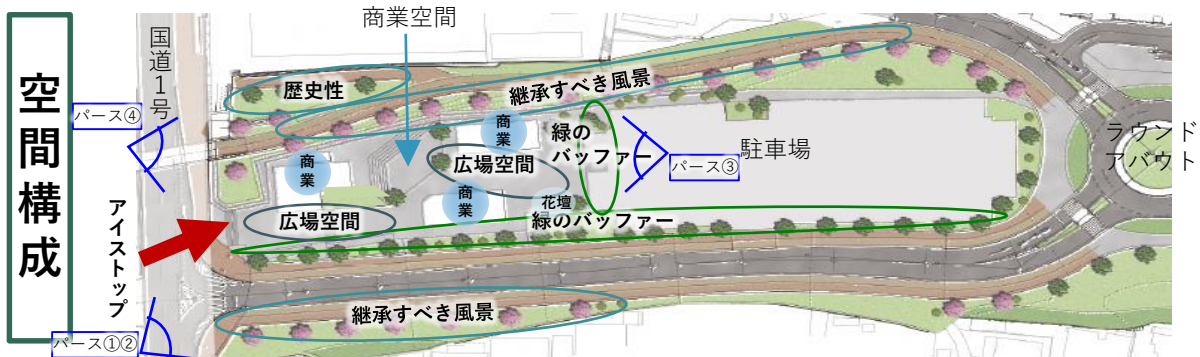 空間構成
商業空間
国道1号
パース④
歴史性
継承すべき風景
商業
緑の
バッファー
パース③
駐車場
ラウンド
アバウト
商業
広場空間
商業
花壇
広場空間
緑のバッファー
アイストップ
継承すべき風景
パース①②